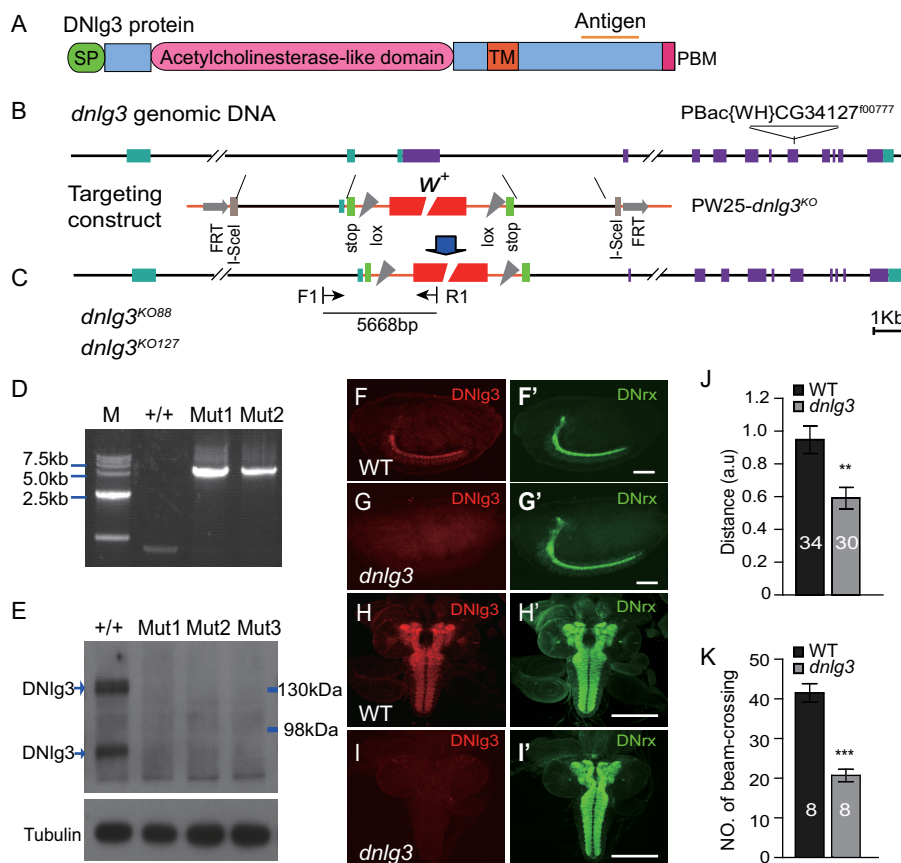 A
DNlg3 protein
Antigen
SP
Acetylcholinesterase-like domain
TM
PBM
B
dnlg3 genomic DNA
PBac{WH}CG34127f00777
Targeting construct
W+
PW25-dnlg3KO
FRT
I-SceI
stop
lox
lox
stop
I-SceI
FRT
C
F1
R1
5668bp
dnlg3KO88
dnlg3KO127
1Kb
D
M
+/+
Mut1
Mut2
7.5kb
5.0kb
2.5kb
E
+/+
Mut1
Mut2
Mut3
DNlg3
130kDa
98kDa
DNlg3
Tubulin
F
DNlg3
WT
F'
DNrx
G
DNlg3
dnlg3
G'
DNrx
H
DNlg3
WT
H'
DNrx
I
DNlg3
dnlg3
I'
DNrx
J
WT
dnlg3
Distance (a.u)
1.2
1.0
0.8
0.6
0.4
0.2
0
**
34
30
K
WT
dnlg3
NO. of beam-crossing
50
40
30
20
10
0
***
8
8